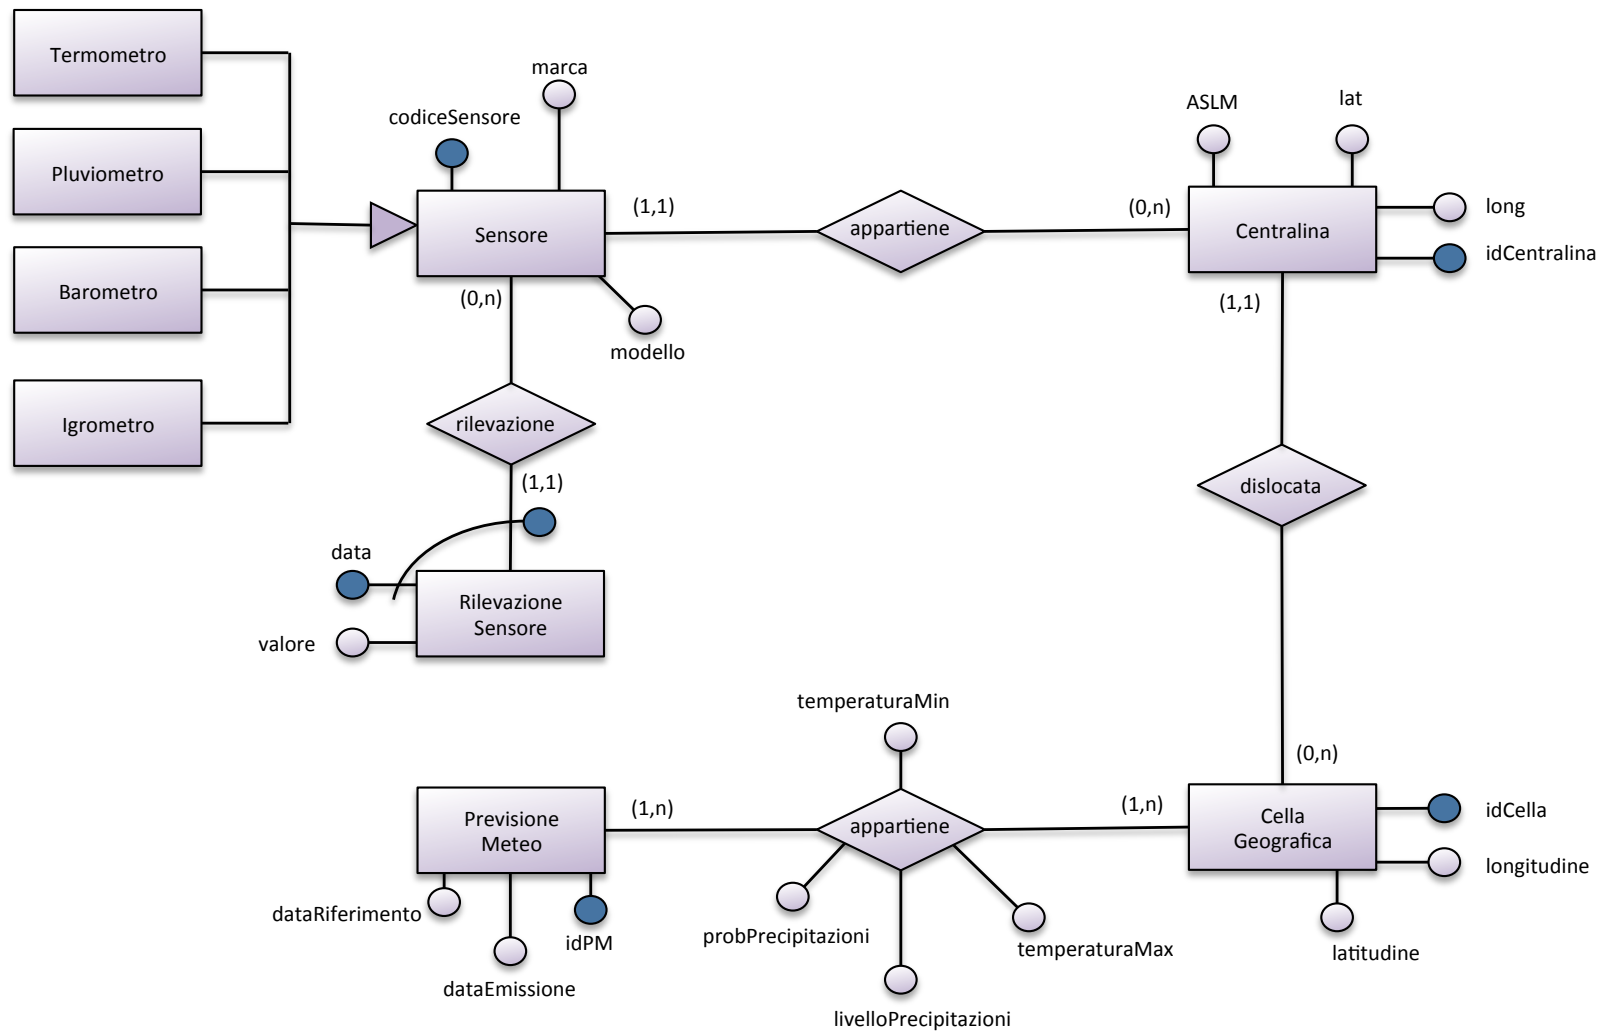 Termometro
Pluviometro
Barometro
Igrometro
marca
codiceSensore
Sensore
(1,1)
(0,n)
modello
appartiene
(0,n)
ASLM
lat
long
idCentralina
Centralina
(1,1)
rilevazione
(1,1)
data
valore
Rilevazione
Sensore
dislocata
(0,n)
temperaturaMin
Previsione
Meteo
(1,n)
appartiene
(1,n)
Cella
Geografica
idCella
longitudine
latitudine
dataRiferimento
dataEmissione
idPM
probPrecipitazioni
livelloPrecipitazioni
temperaturaMax